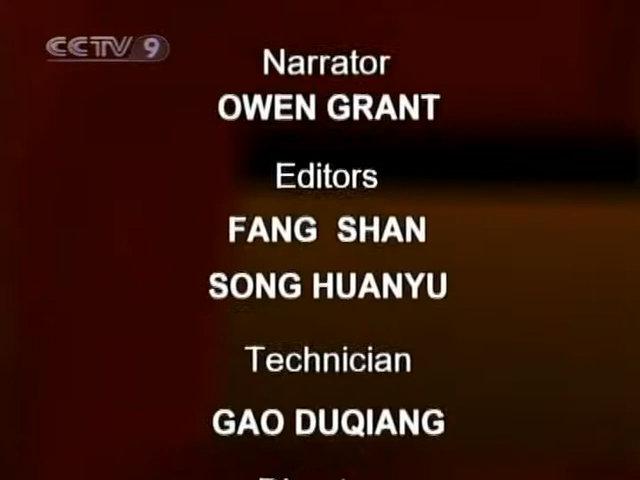 CCTV 9
Narrator
OWEN GRANT
Editors
FANG SHAN
SONG HUANYU
Technician
GAO DUQIANG